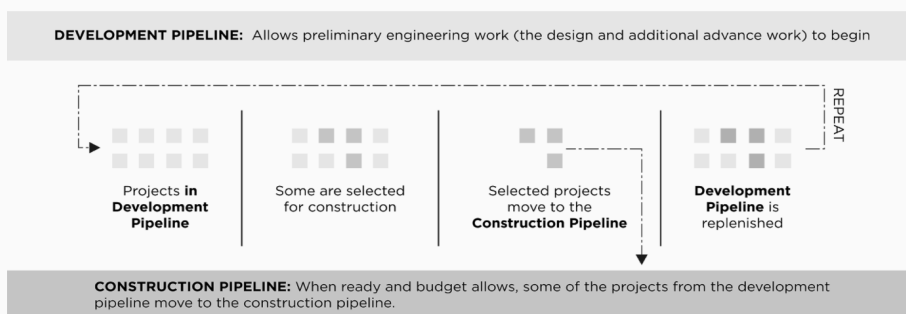 DEVELOPMENT PIPELINE: Allows preliminary engineering work (the design and additional advance work) to begin
REPEAT
Projects in
Development
Pipeline
Some are selected
for construction
Selected projects
move to the
Construction Pipeline
Development
Pipeline is
replenished
CONSTRUCTION PIPELINE: When ready and budget allows, some of the projects from the development
pipeline move to the construction pipeline.